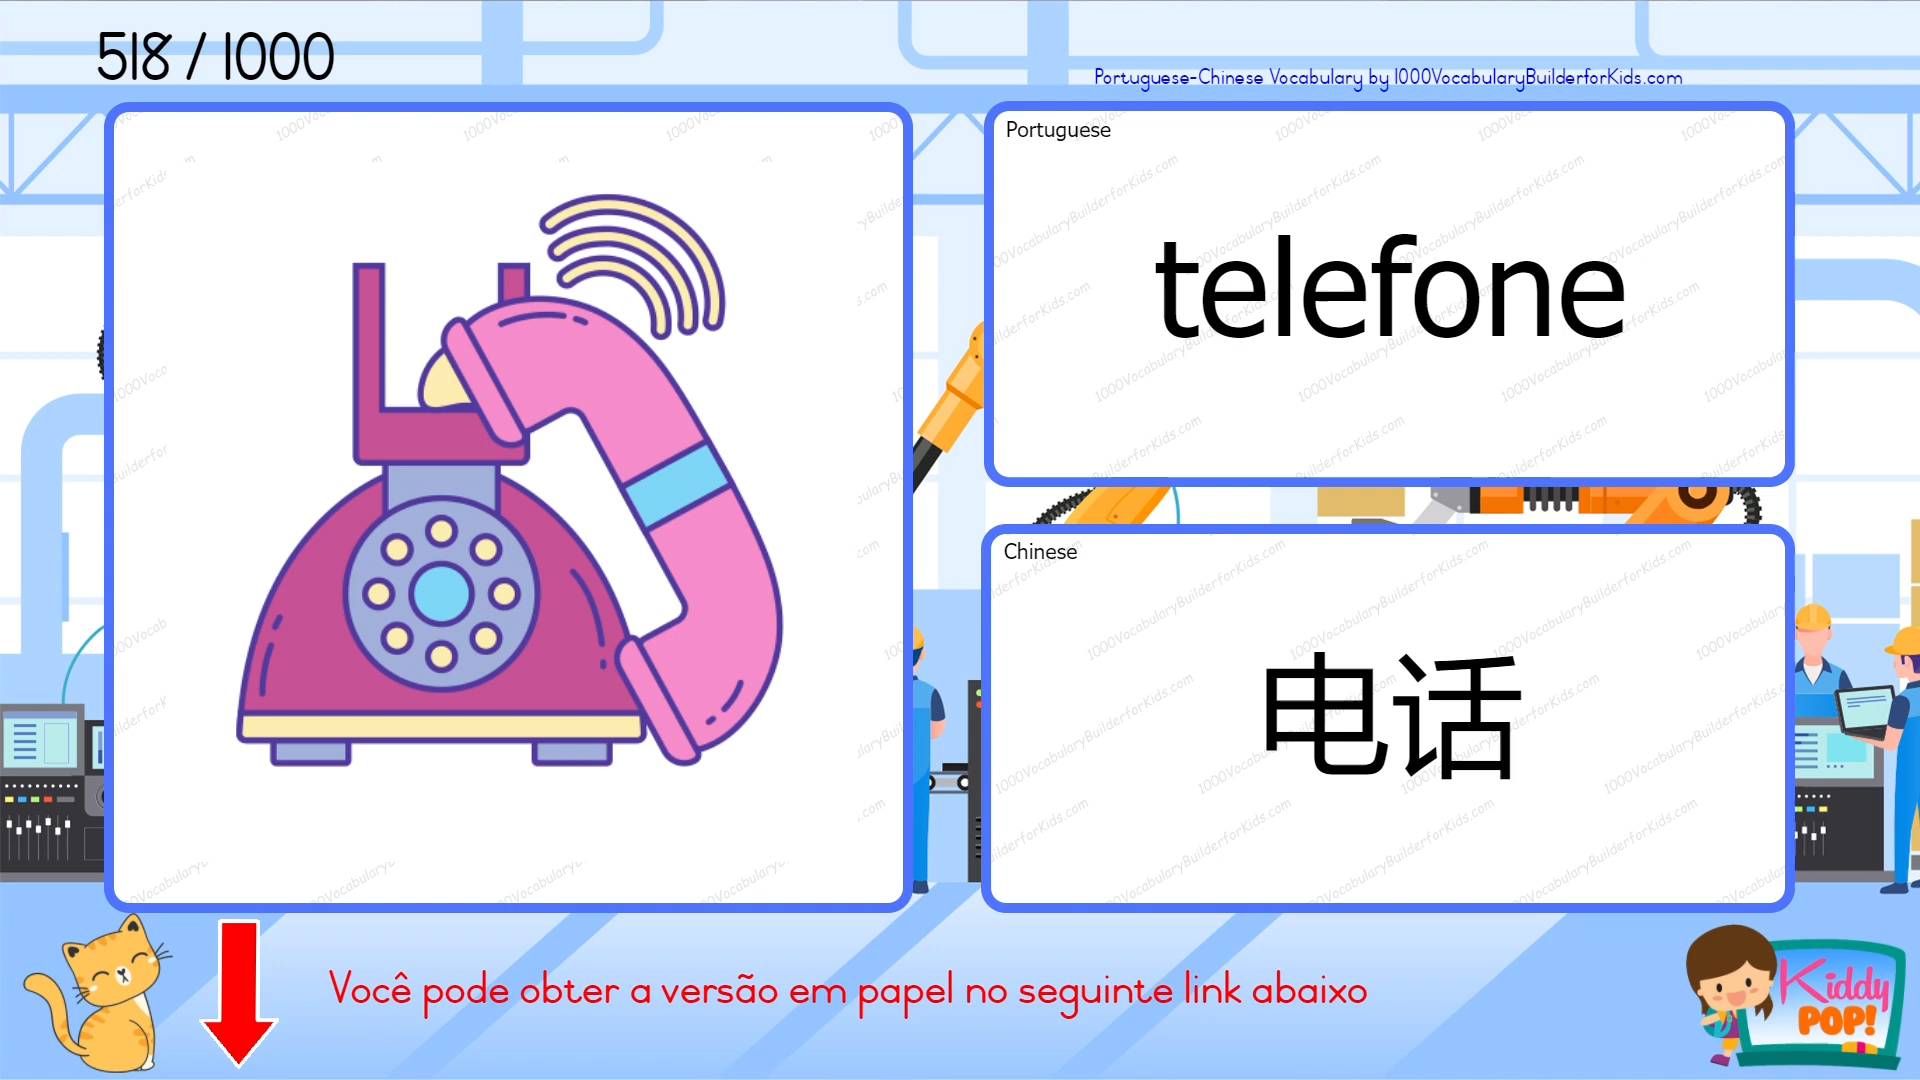 518 / 1000
Portuguese-Chinese Vocabulary by 1000VocabularyBuilderforKids.com
Portuguese
telefone
Chinese
电话
Você pode obter a versão em papel no seguinte link abaixo
Kiddy
POP!